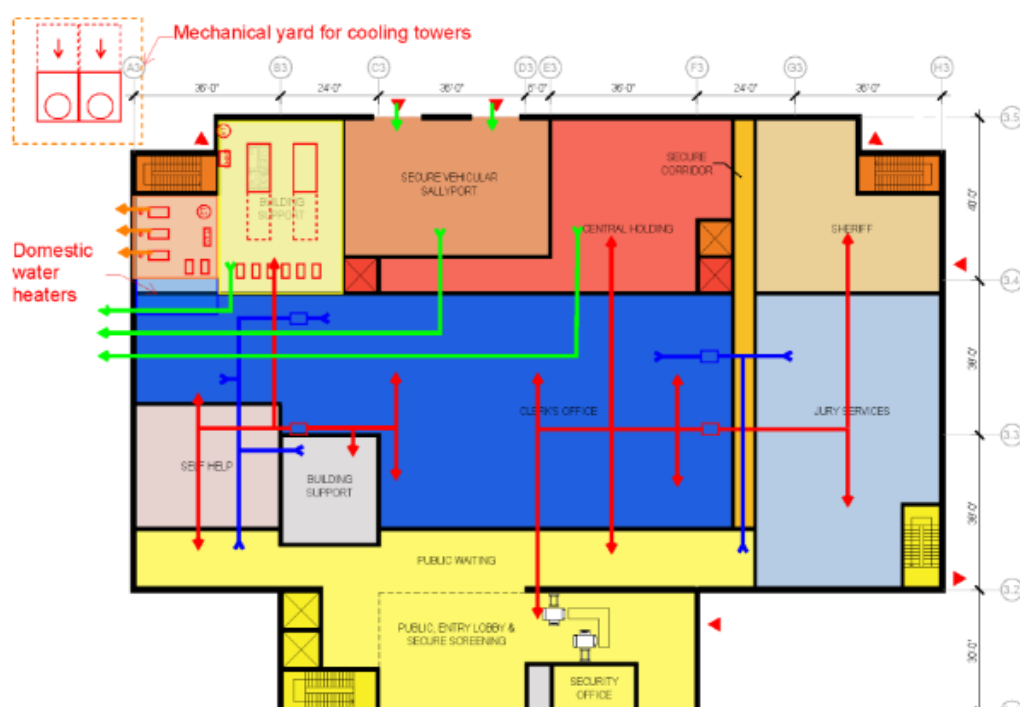 Mechanical yard for cooling towers
A3
B3
C3
D3
E3
F3
G3
H3
36'-0"
24'-0"
36'-0"
6'-0"
36'-0"
24'-0"
36'-0"
3.5
SECURE
CORRIDOR
SECURE VEHICULAR
SALLYPORT
BUILDING
SUPPORT
40'-0"
CENTRAL HOLDING
SHERIFF
Domestic
water
heaters
3.4
38'-0"
CLERK'S OFFICE
JURY SERVICES
3.3
SELF HELP
BUILDING
SUPPORT
38'-0"
PUBLIC WAITING
3.2
PUBLIC, ENTRY LOBBY &
SECURE SCREENING
30'-0"
SECURITY
OFFICE